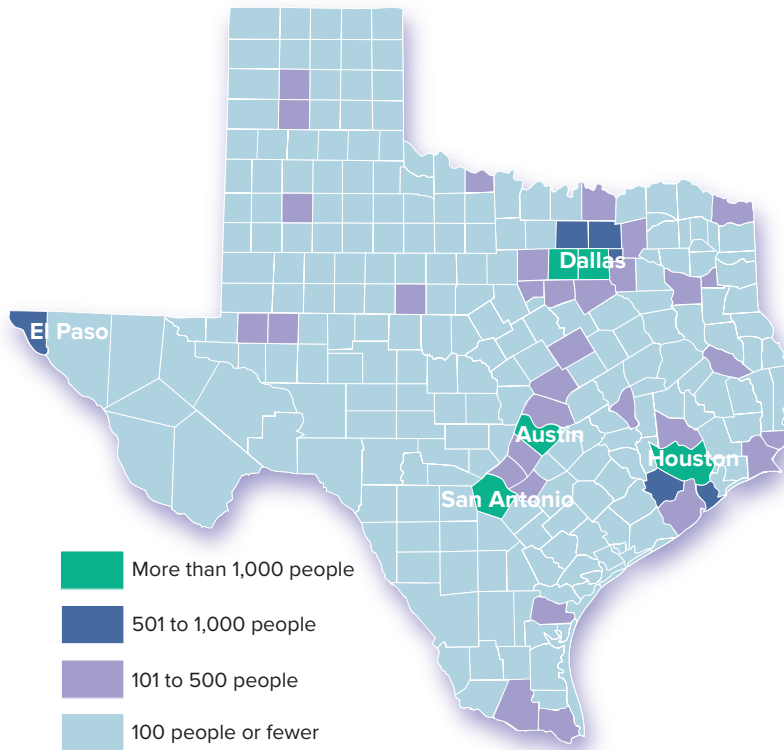 Dallas
El Paso
Austin
Houston
San Antonio
More than 1,000 people
501 to 1,000 people
101 to 500 people
100 people or fewer